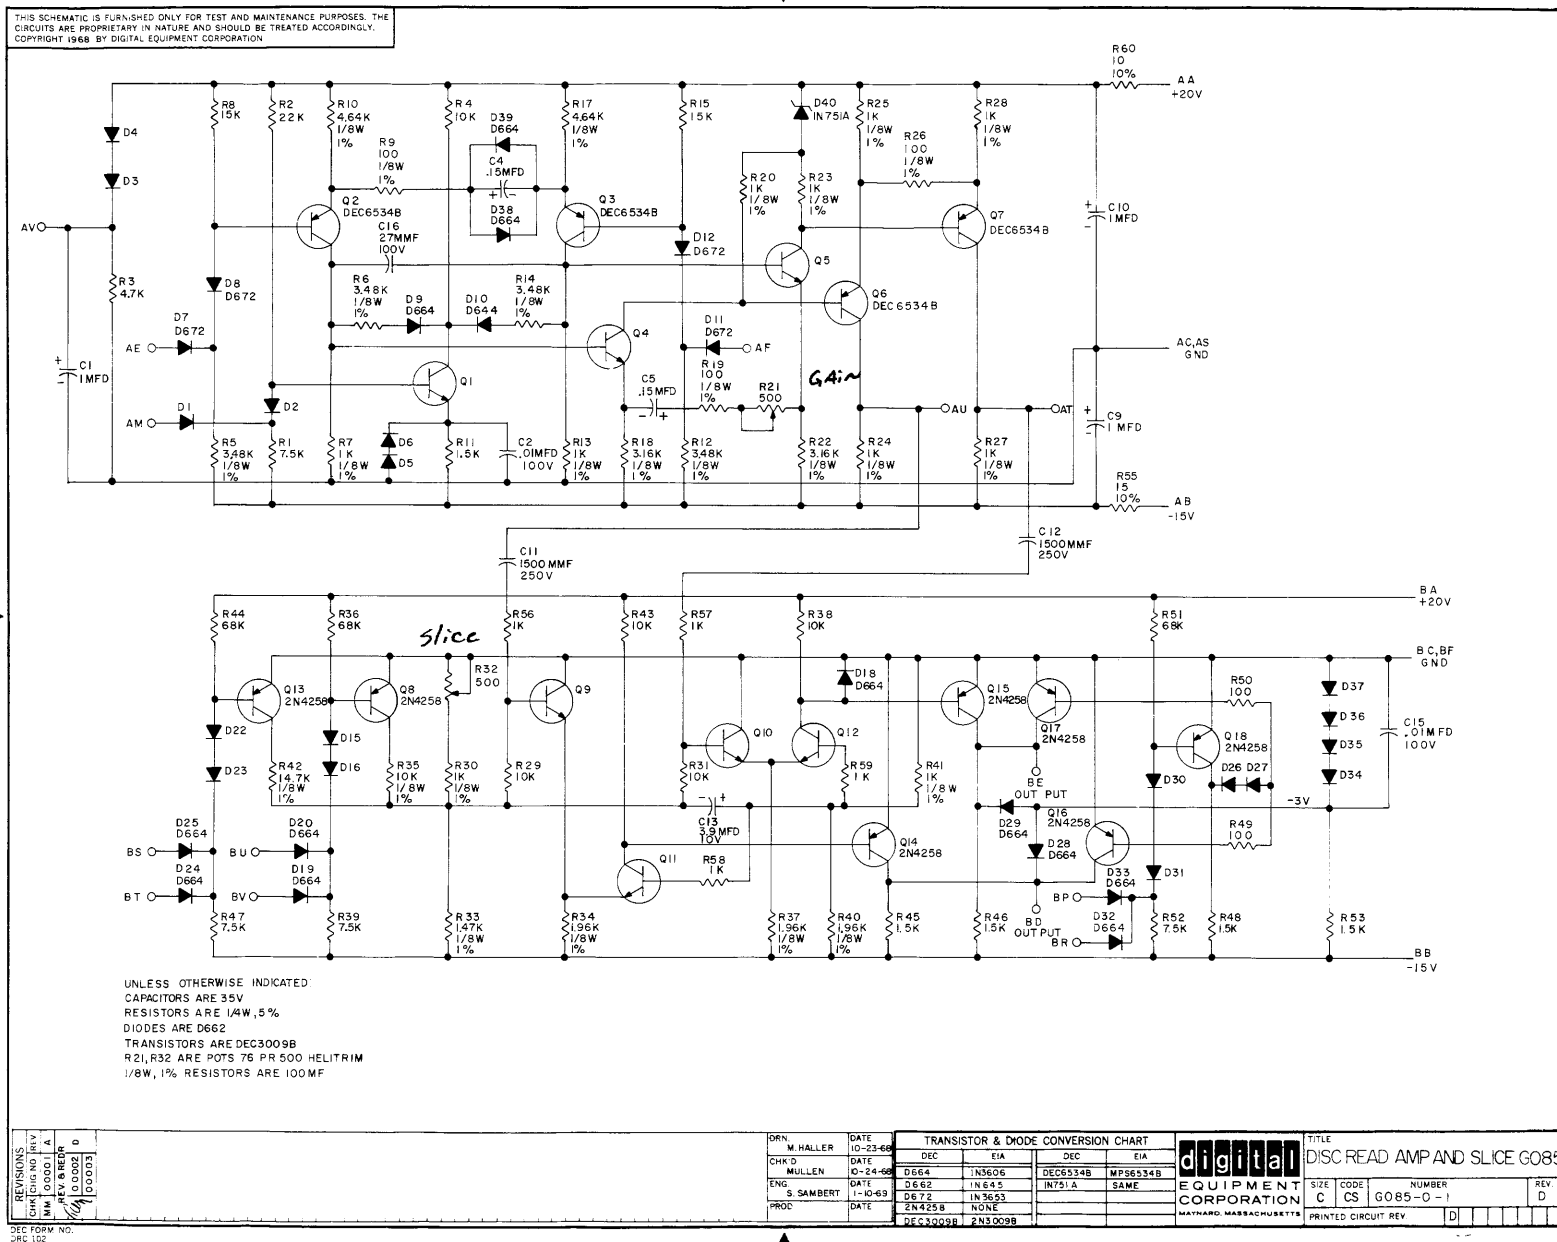 THIS SCHEMATIC IS FURNISHED ONLY FOR TEST AND MAINTENANCE PURPOSES. THE
CIRCUITS ARE PROPRIETARY IN NATURE AND SHOULD BE TREATED ACCORDINGLY.
COPYRIGHT 1968 BY DIGITAL EQUIPMENT CORPORATION
R60
10
10%
AA
+20V
D4
D3
AV
R3
4.7K
C1
1MFD
R8
15K
R2
22K
R10
4.64K
1/8W
1%
R9
100
1/8W
1%
R4
10K
D39
D664
C4
.15MFD
D38
D664
R17
4.64K
1/8W
1%
R15
15K
D40
IN751A
R25
1K
1/8W
1%
R26
100
1/8W
1%
R28
1K
1/8W
1%
R20
1K
1/8W
1%
R23
1K
1/8W
1%
Q2
DEC6534B
C16
27MMF
100V
Q3
DEC6534B
D12
D672
Q5
Q7
DEC6534B
C10
1MFD
D8
D672
D7
D672
AE
R6
3.48K
1/8W
1%
D9
D664
D10
D644
R14
3.48K
1/8W
1%
Q4
D11
D672
AF
Q6
DEC6534B
AC,AS
GND
AM
D1
D2
Q1
C5
.15MFD
R19
100
1/8W
1%
R21
500
GAiN
AU
AT
C9
1MFD
R5
3.48K
1/8W
1%
R1
7.5K
R7
1K
1/8W
1%
D6
D5
R11
1.5K
C2
.01MFD
100V
R13
1K
1/8W
1%
R18
3.16K
1/8W
1%
R12
3.48K
1/8W
1%
R22
3.16K
1/8W
1%
R24
1K
1/8W
1%
R27
1K
1/8W
1%
R55
15
10%
AB
-15V
C11
1500MMF
250V
C12
1500MMF
250V
BA
+20V
R44
68K
R36
68K
slice
R56
1K
R43
10K
R57
1K
R38
10K
R51
68K
BC,BF
GND
Q13
2N4258
Q8
2N4258
R32
500
Q9
Q10
Q12
D18
D664
Q15
2N4258
Q17
2N4258
R50
100
Q18
2N4258
D37
D36
D35
D34
C15
.01MFD
100V
D22
D23
D15
D16
R42
14.7K
1/8W
1%
R35
10K
1/8W
1%
R30
1K
1/8W
1%
R29
10K
R31
10K
R59
1K
R41
1K
1/8W
1%
BE
OUT PUT
D30
D26 D27
-3V
D29
D664
Q16
2N4258
R49
100
C13
3.9MFD
10V
D25
D664
BS
D24
D664
BT
D20
D664
BU
D19
D664
BV
Q11
R58
1K
Q14
2N4258
D28
D664
D33
D664
D31
BP
D32
D664
BR
BD
OUTPUT
R47
7.5K
R39
7.5K
R33
1.47K
1/8W
1%
R34
1.96K
1/8W
1%
R37
1.96K
1/8W
1%
R40
1.96K
1/8W
1%
R45
1.5K
R46
1.5K
R52
7.5K
R48
1.5K
R53
1.5K
BB
-15V
UNLESS OTHERWISE INDICATED:
CAPACITORS ARE 35V
RESISTORS ARE 1/4W, 5%
DIODES ARE D662
TRANSISTORS ARE DEC3009B
R21, R32 ARE POTS 76 PR 500 HELITRIM
1/8W, 1% RESISTORS ARE 100MF
REVISIONS
CHK CHG NO REV
MM 00001 A
REV. & REDR
00002 D
00003
DEC FORM NO.
DRC 102
DRN. M. HALLER DATE 10-23-68
CHK'D MULLEN DATE 10-24-68
ENG. S. SAMBERT DATE 1-10-69
PROD. DATE
TRANSISTOR & DIODE CONVERSION CHART
DEC EIA DEC EIA
D664 1N3606 DEC6534B MPS6534B
D662 1N645 IN751A SAME
D672 1N3653
2N4258 NONE
DEC3009B 2N3009B
digital
EQUIPMENT
CORPORATION
MAYNARD, MASSACHUSETTS
TITLE
DISC READ AMP AND SLICE G085
SIZE CODE NUMBER REV.
C CS G085-0-1 D
PRINTED CIRCUIT REV. D